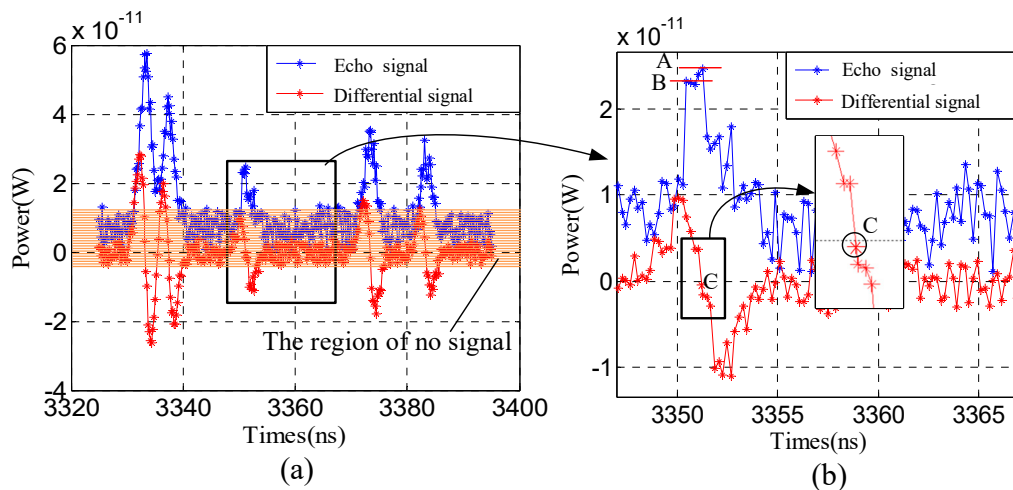 x 10-11
6
4
2
0
-2
-4
Power(W)
Echo signal
Differential signal
The region of no signal
3320
3340
3360
3380
3400
Times(ns)
(a)
x 10-11
2
1
0
-1
Power(W)
A
B
Echo signal
Differential signal
C
C
3350
3355
3360
3365
Times(ns)
(b)